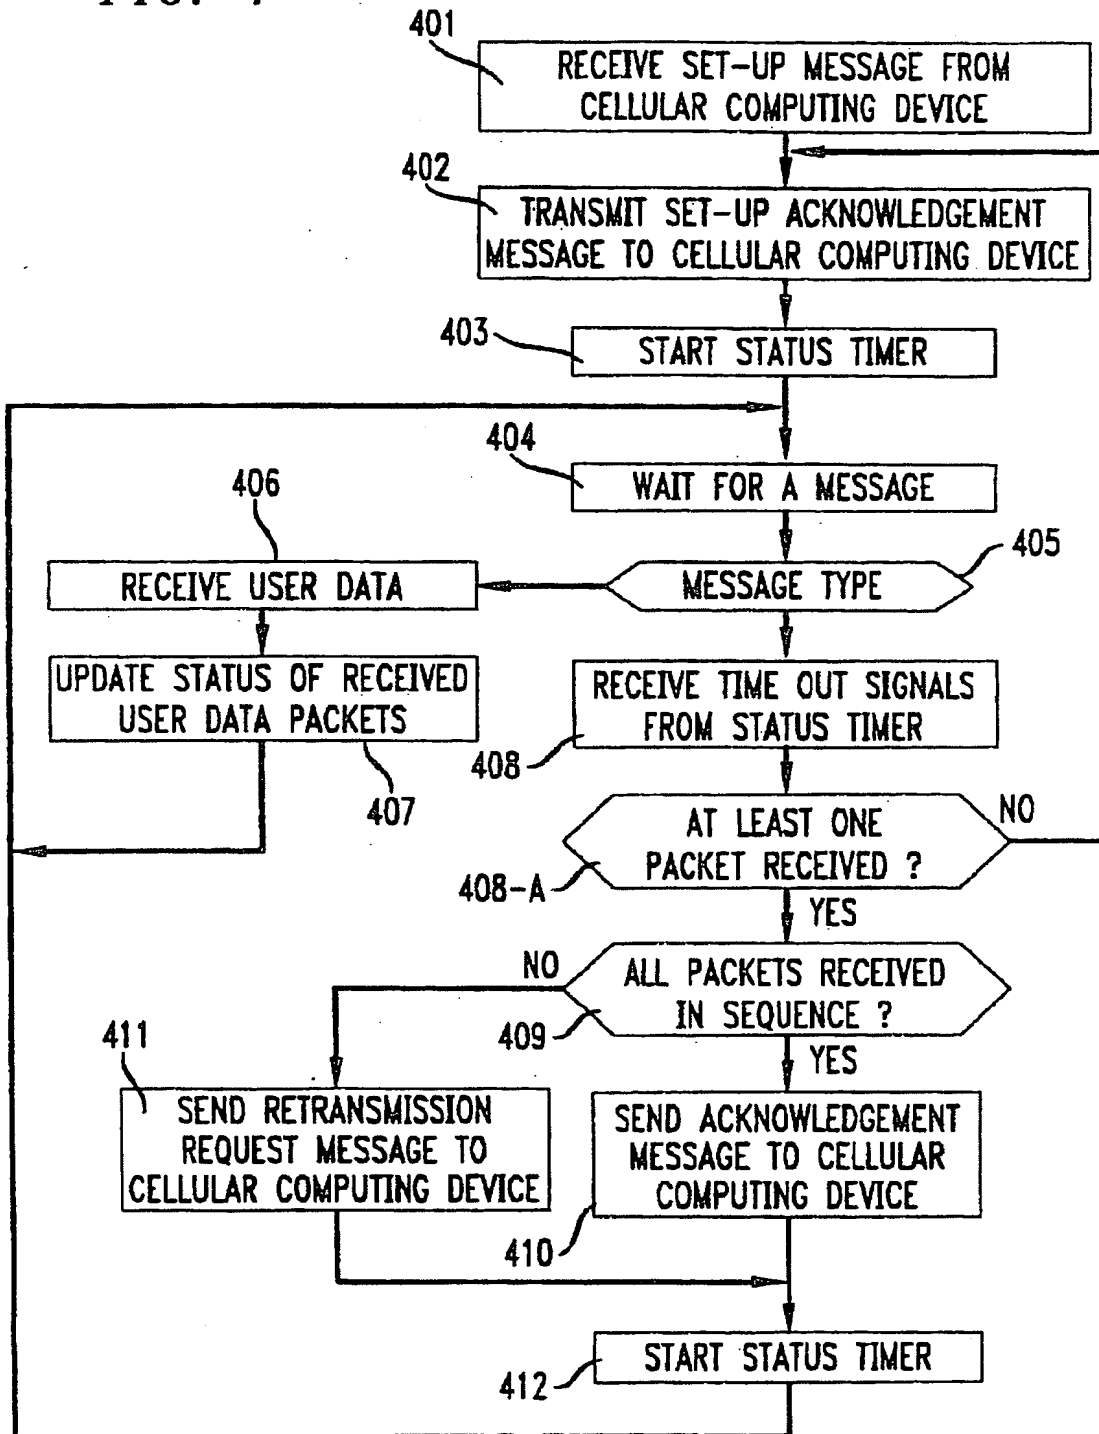 401
RECEIVE SET-UP MESSAGE FROM
CELLULAR COMPUTING DEVICE
402
TRANSMIT SET-UP ACKNOWLEDGEMENT
MESSAGE TO CELLULAR COMPUTING DEVICE
403
START STATUS TIMER
404
WAIT FOR A MESSAGE
406
405
RECEIVE USER DATA
MESSAGE TYPE
UPDATE STATUS OF RECEIVED
USER DATA PACKETS
407
RECEIVE TIME OUT SIGNALS
FROM STATUS TIMER
408
AT LEAST ONE
PACKET RECEIVED ?
NO
408-A
YES
NO
ALL PACKETS RECEIVED
IN SEQUENCE ?
409
YES
411
SEND RETRANSMISSION
REQUEST MESSAGE TO
CELLULAR COMPUTING DEVICE
SEND ACKNOWLEDGEMENT
MESSAGE TO CELLULAR
COMPUTING DEVICE
410
START STATUS TIMER
412